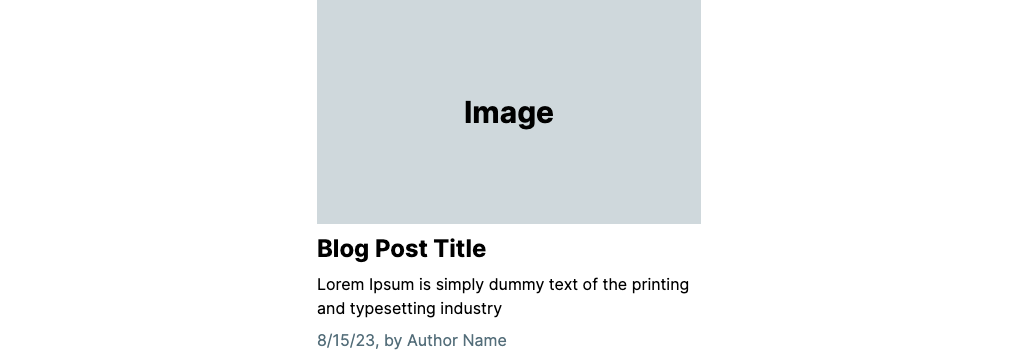 Image
Blog Post Title
Lorem Ipsum is simply dummy text of the printing
and typesetting industry
8/15/23, by Author Name